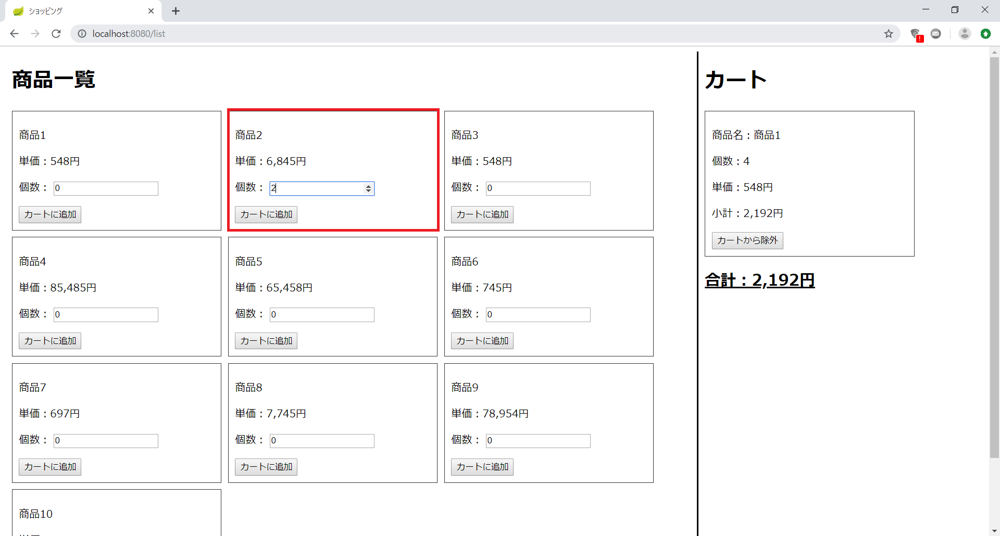 ショッピング
localhost:8080/list
商品一覧
商品1
単価：548円
個数： 0
カートに追加
商品2
単価：6,845円
個数： 2
カートに追加
商品3
単価：548円
個数： 0
カートに追加
商品4
単価：85,485円
個数： 0
カートに追加
商品5
単価：65,458円
個数： 0
カートに追加
商品6
単価：745円
個数： 0
カートに追加
商品7
単価：697円
個数： 0
カートに追加
商品8
単価：7,745円
個数： 0
カートに追加
商品9
単価：78,954円
個数： 0
カートに追加
商品10
カート
商品名：商品1
個数：4
単価：548円
小計：2,192円
カートから除外
合計：2,192円